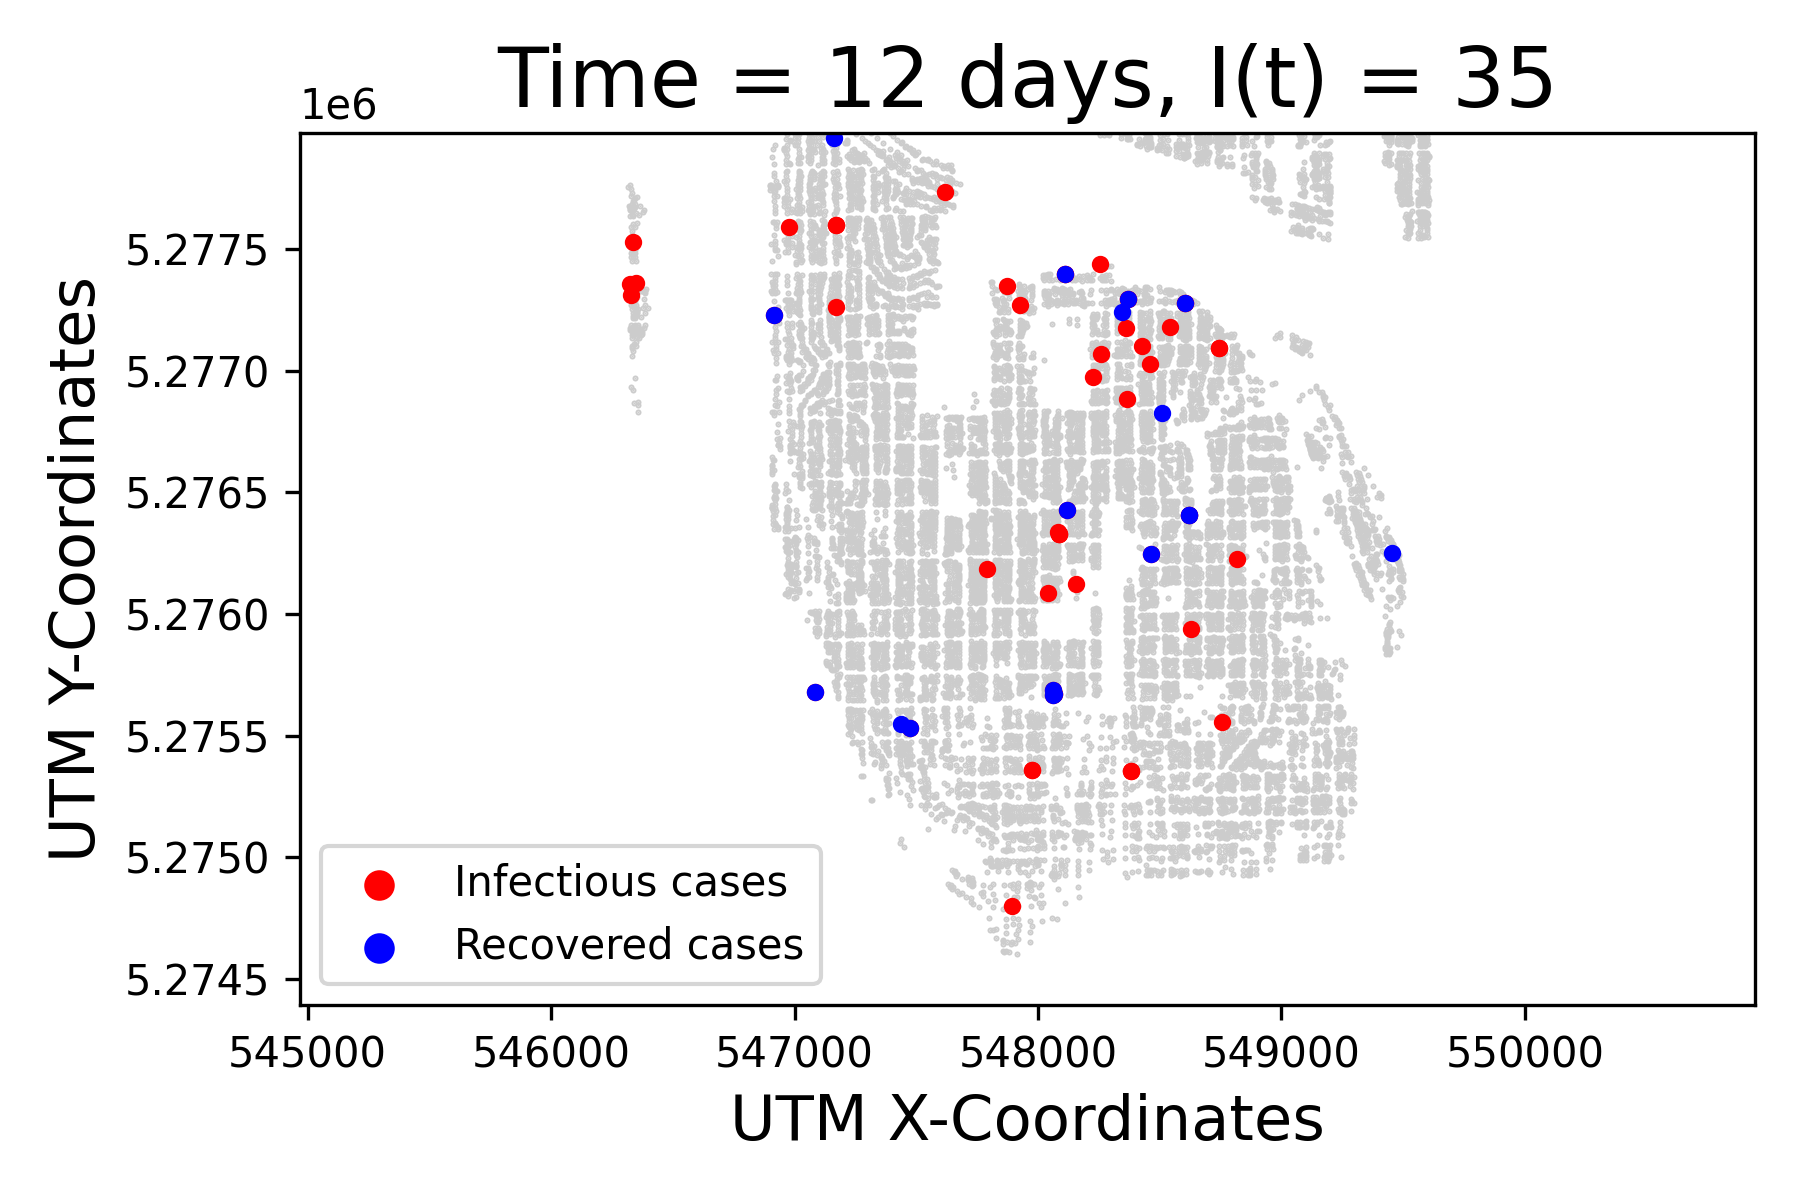 Time = 12 days, I(t) = 35
1e6
5.2775
5.2770
5.2765
5.2760
5.2755
5.2750
5.2745
UTM Y-Coordinates
Infectious cases
Recovered cases
545000 546000 547000 548000 549000 550000
UTM X-Coordinates